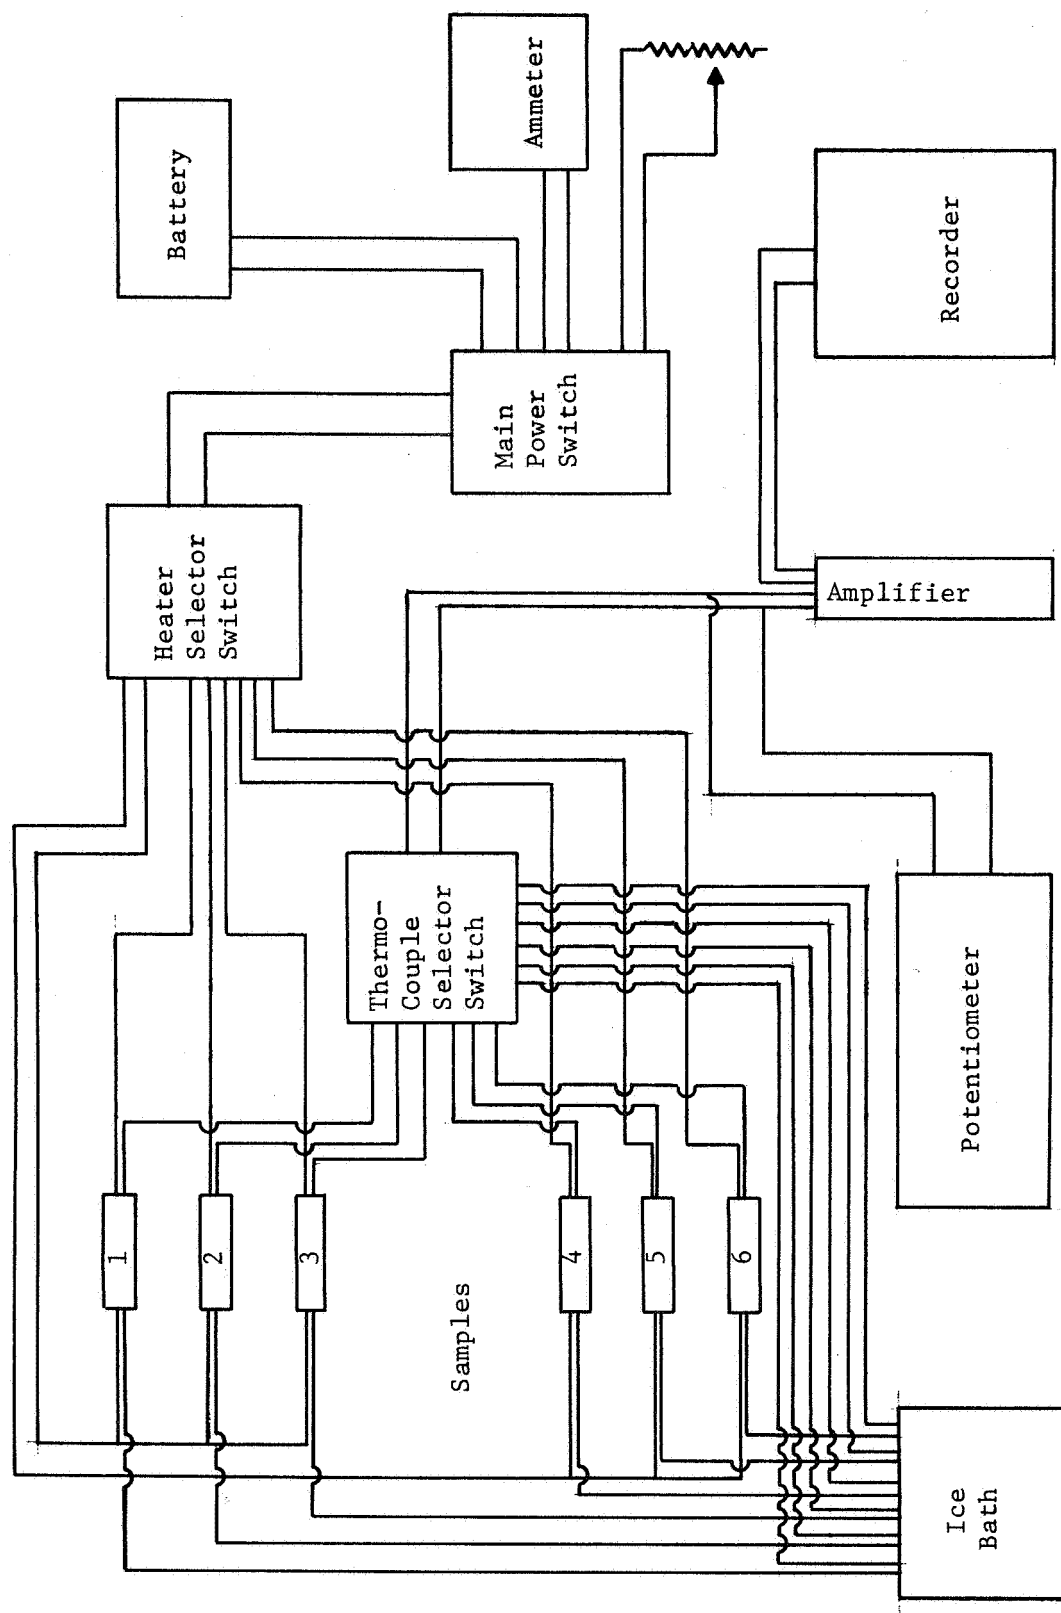 Battery
Ammeter
Heater
Selector
Switch
Main
Power
Switch
Recorder
Amplifier
Thermo-
Couple
Selector
Switch
1
2
3
4
5
6
Samples
Potentiometer
Ice
Bath